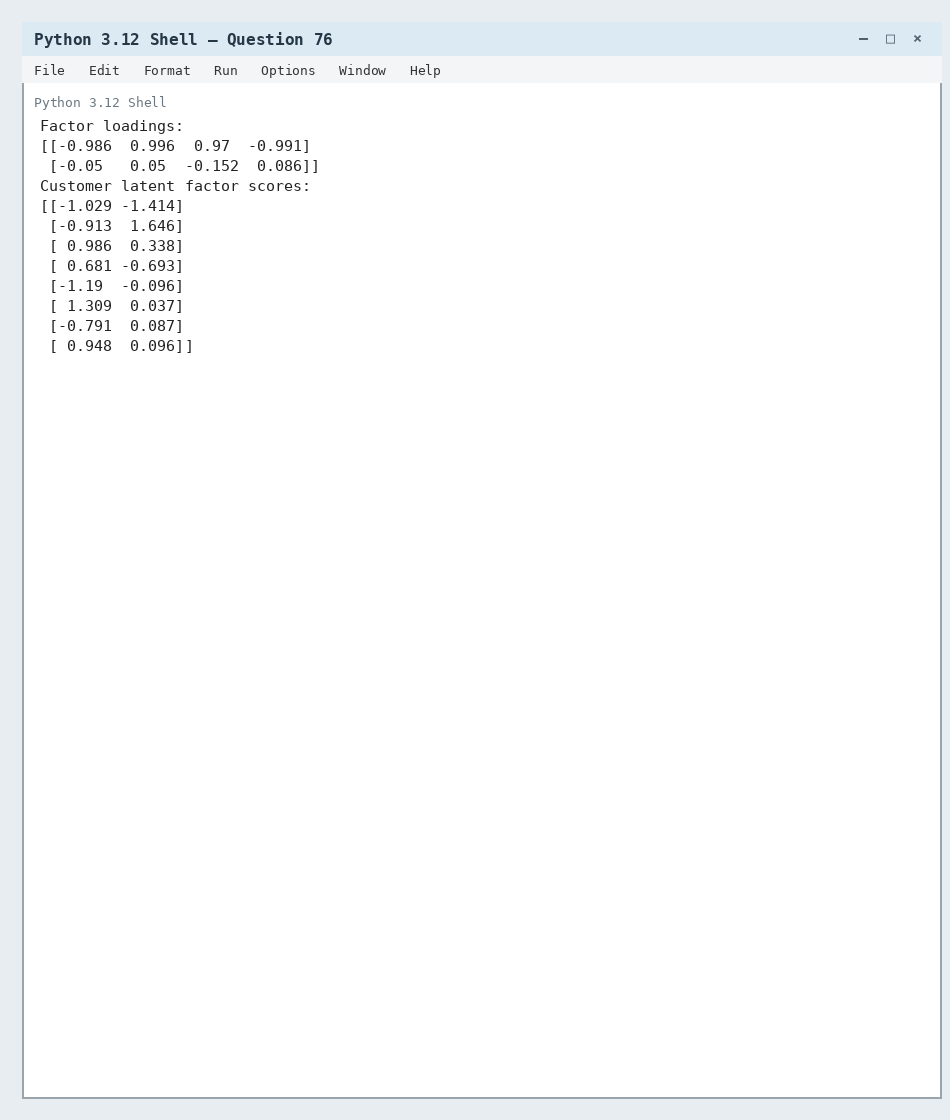 Python 3.12 Shell — Question 76
– □ ×
File Edit Format Run Options Window Help
Python 3.12 Shell
Factor loadings:
[[-0.986  0.996  0.97  -0.991]
 [-0.05   0.05  -0.152  0.086]]
Customer latent factor scores:
[[-1.029 -1.414]
 [-0.913  1.646]
 [ 0.986  0.338]
 [ 0.681 -0.693]
 [-1.19  -0.096]
 [ 1.309  0.037]
 [-0.791  0.087]
 [ 0.948  0.096]]